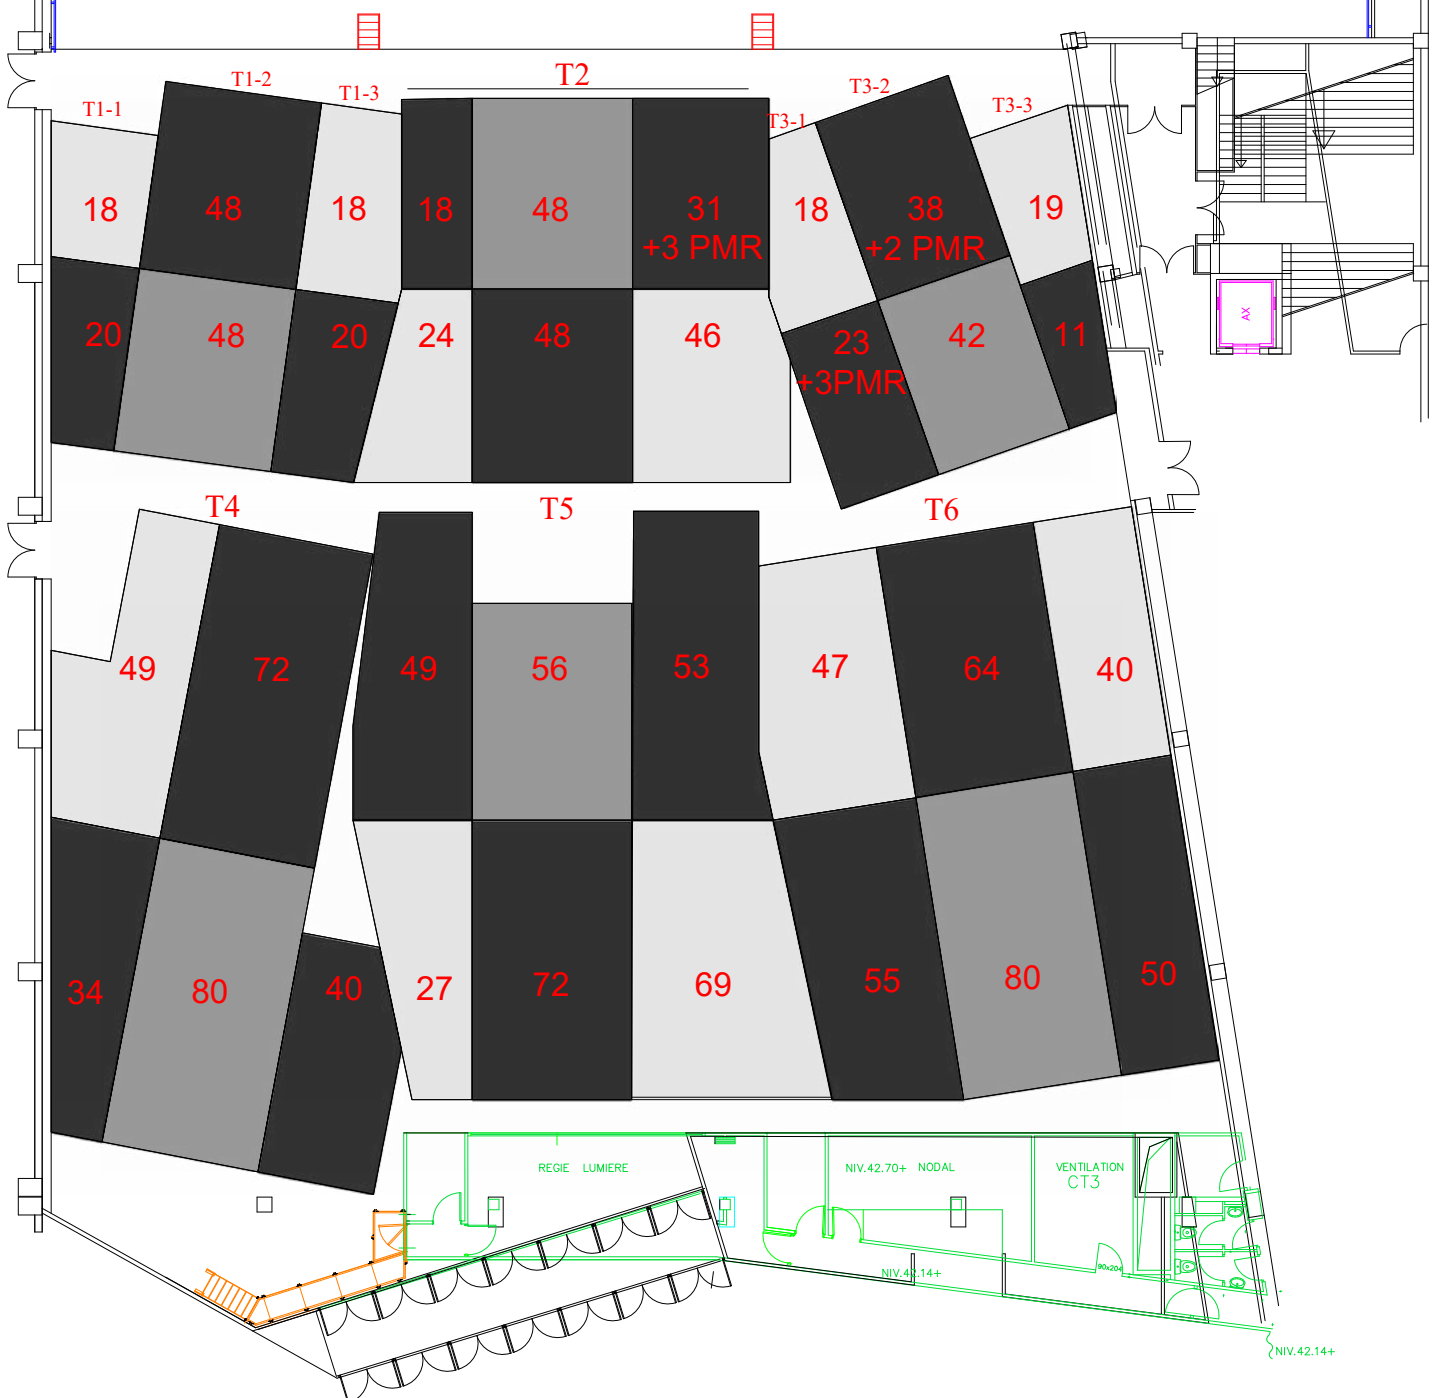 T1-1
T1-2
T1-3
T2
T3-1
T3-2
T3-3
18
48
18
18
48
31
+3 PMR
18
38
+2 PMR
19
20
48
20
24
48
46
23
+3PMR
42
11
AX
T4
T5
T6
49
72
49
56
53
47
64
40
34
80
40
27
72
69
55
80
50
REGIE LUMIERE
NIV.42.70+ NODAL
VENTILATION
CT3
NIV.42.14+
90x204
NIV.42.14+